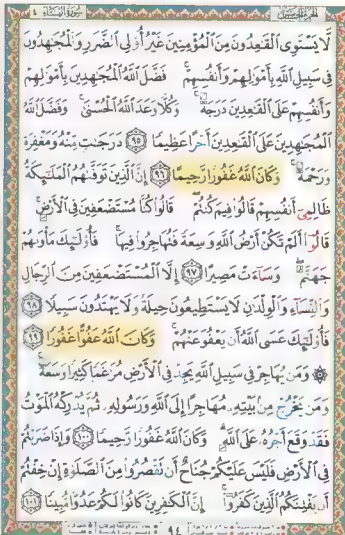 سورة النساء
٤
لَّا يَسْتَوِى الْقَٰعِدُونَ مِنَ الْمُؤْمِنِينَ غَيْرُ أُو۟لِى الضَّرَرِ وَالْمُجَٰهِدُونَ
فِى سَبِيلِ اللَّهِ بِأَمْوَٰلِهِمْ وَأَنفُسِهِمْ فَضَّلَ اللَّهُ الْمُجَٰهِدِينَ بِأَمْوَٰلِهِمْ
وَأَنفُسِهِمْ عَلَى الْقَٰعِدِينَ دَرَجَةً وَكُلًّا وَعَدَ اللَّهُ الْحُسْنَىٰ وَفَضَّلَ اللَّهُ
الْمُجَٰهِدِينَ عَلَى الْقَٰعِدِينَ أَجْرًا عَظِيمًا ٩٥ دَرَجَٰتٍ مِّنْهُ وَمَغْفِرَةً
وَرَحْمَةً وَكَانَ اللَّهُ غَفُورًا رَّحِيمًا ٩٦ إِنَّ الَّذِينَ تَوَفَّىٰهُمُ الْمَلَٰٓئِكَةُ
ظَالِمِىٓ أَنفُسِهِمْ قَالُوا۟ فِيمَ كُنتُمْ قَالُوا۟ كُنَّا مُسْتَضْعَفِينَ فِى الْأَرْضِ
قَالُوٓا۟ أَلَمْ تَكُنْ أَرْضُ اللَّهِ وَٰسِعَةً فَتُهَاجِرُوا۟ فِيهَا فَأُو۟لَٰٓئِكَ مَأْوَىٰهُمْ
جَهَنَّمُ وَسَآءَتْ مَصِيرًا ٩٧ إِلَّا الْمُسْتَضْعَفِينَ مِنَ الرِّجَالِ
وَالنِّسَآءِ وَالْوِلْدَٰنِ لَا يَسْتَطِيعُونَ حِيلَةً وَلَا يَهْتَدُونَ سَبِيلًا ٩٨
فَأُو۟لَٰٓئِكَ عَسَى اللَّهُ أَن يَعْفُوَ عَنْهُمْ وَكَانَ اللَّهُ عَفُوًّا غَفُورًا ٩٩
۞ وَمَن يُهَاجِرْ فِى سَبِيلِ اللَّهِ يَجِدْ فِى الْأَرْضِ مُرَٰغَمًا كَثِيرًا وَسَعَةً
وَمَن يَخْرُجْ مِنۢ بَيْتِهِۦ مُهَاجِرًا إِلَى اللَّهِ وَرَسُولِهِۦ ثُمَّ يُدْرِكْهُ الْمَوْتُ
فَقَدْ وَقَعَ أَجْرُهُۥ عَلَى اللَّهِ وَكَانَ اللَّهُ غَفُورًا رَّحِيمًا ١٠٠ وَإِذَا ضَرَبْتُمْ
فِى الْأَرْضِ فَلَيْسَ عَلَيْكُمْ جُنَاحٌ أَن تَقْصُرُوا۟ مِنَ الصَّلَوٰةِ إِنْ خِفْتُمْ
أَن يَفْتِنَكُمُ الَّذِينَ كَفَرُوٓا۟ إِنَّ الْكَٰفِرِينَ كَانُوا۟ لَكُمْ عَدُوًّا مُّبِينًا ١٠١
٩٤